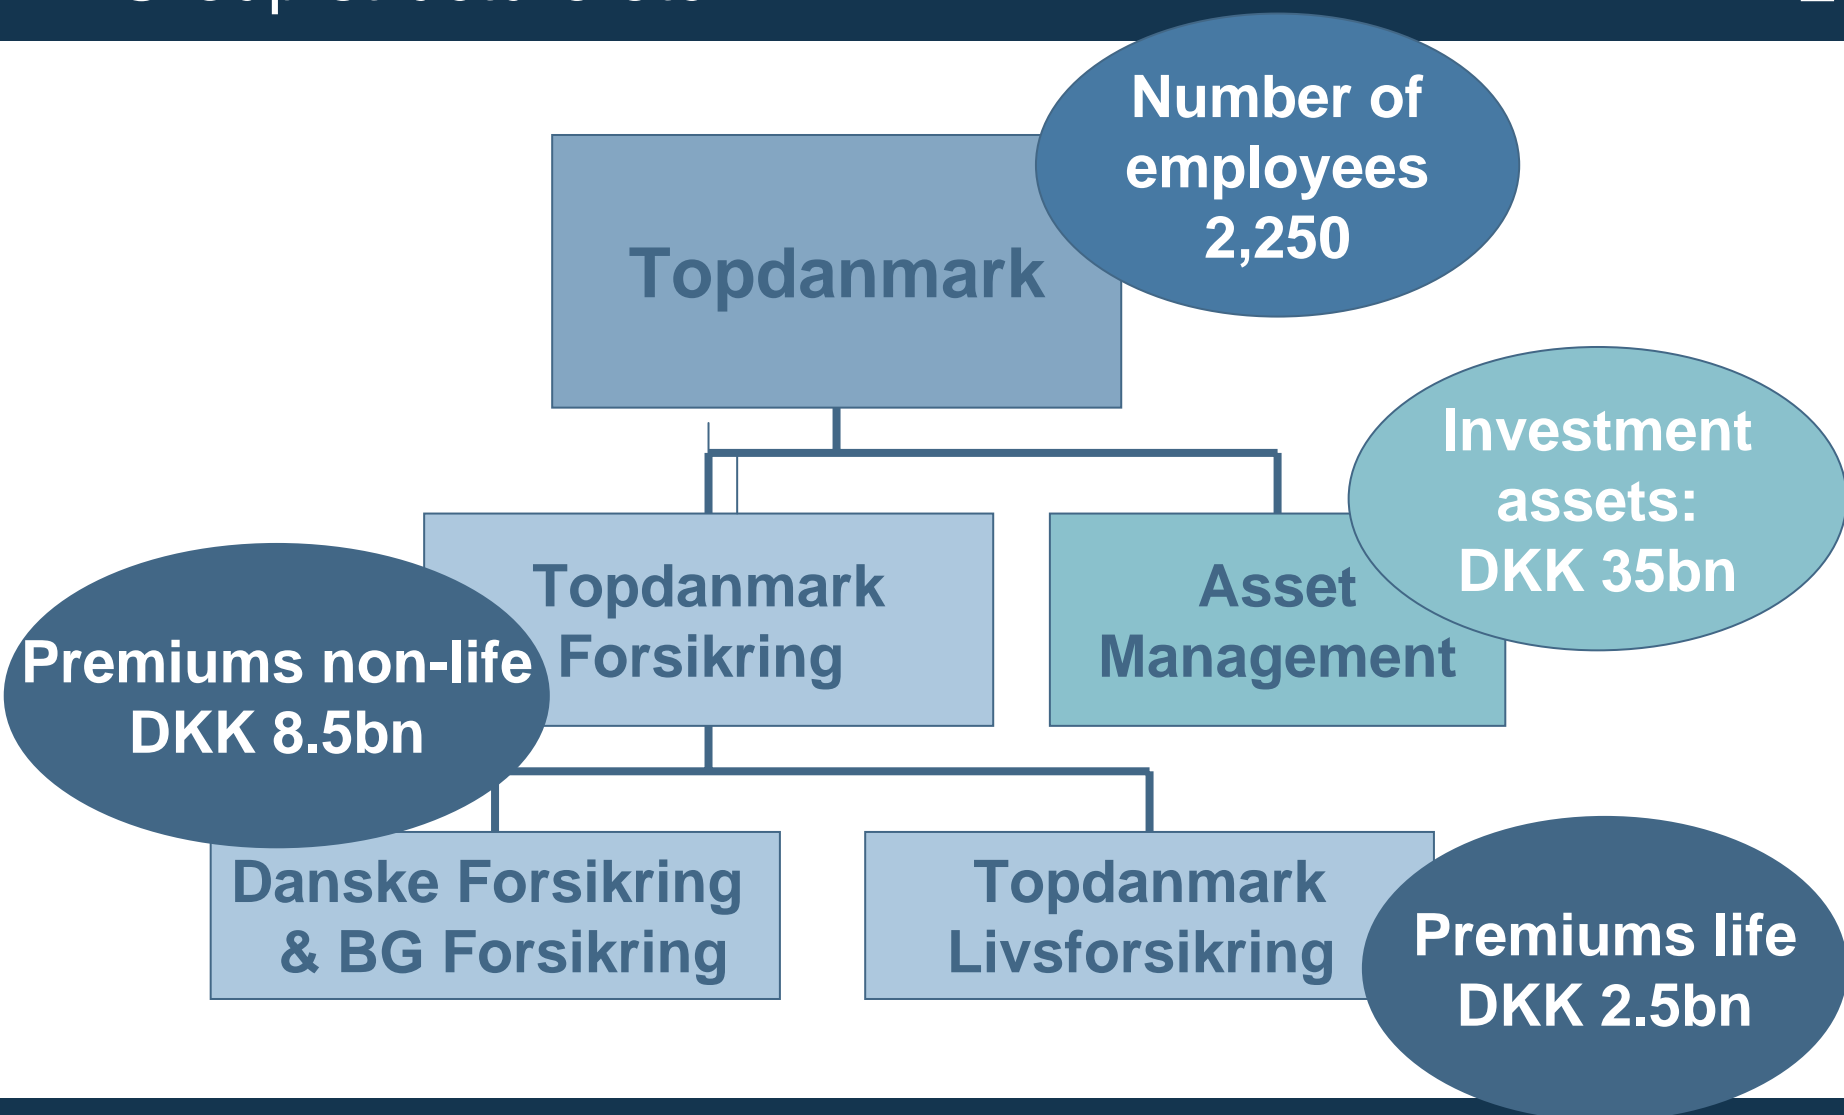 Number of
employees
2,250
Topdanmark
Investment
assets:
DKK 35bn
Topdanmark
Forsikring
Asset
Management
Premiums non-life
DKK 8.5bn
Danske Forsikring
& BG Forsikring
Topdanmark
Livsforsikring
Premiums life
DKK 2.5bn